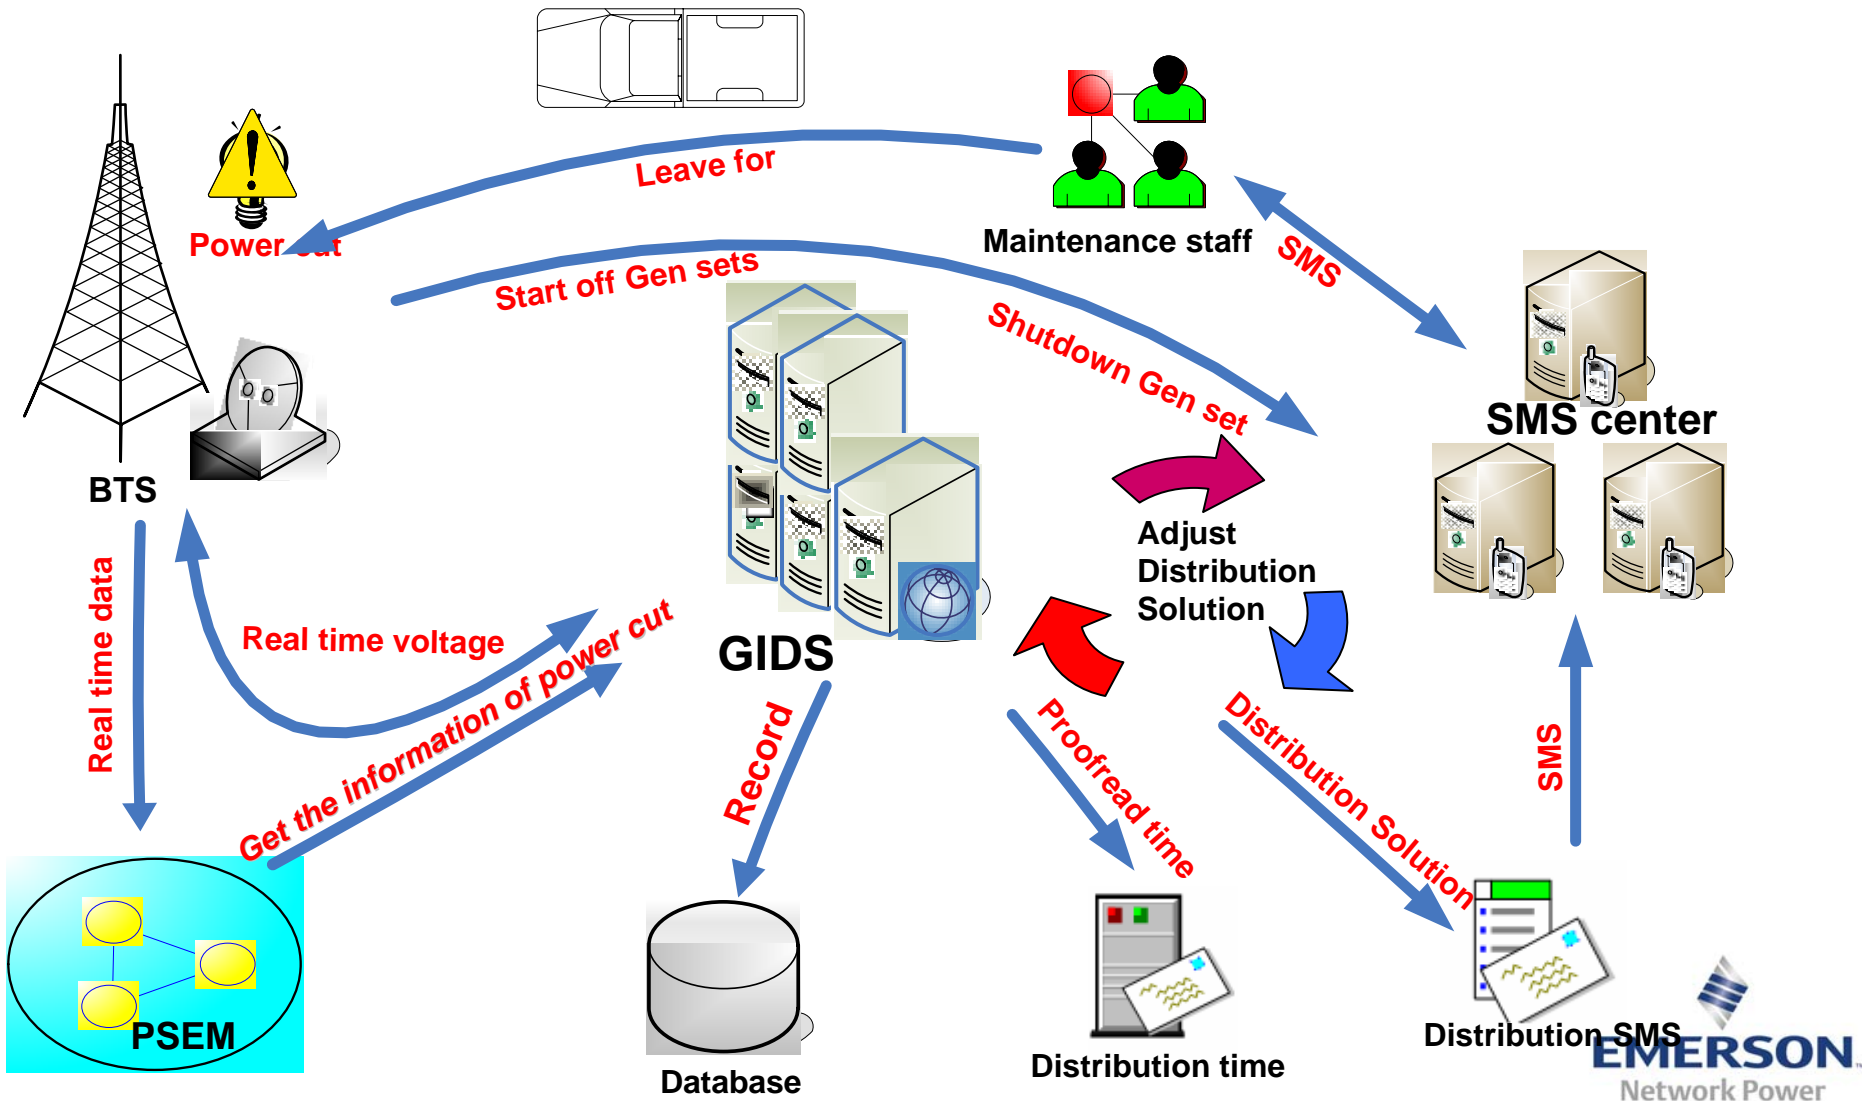 Leave for
Power cut
Maintenance staff
SMS
Start off Gen sets
Shutdown Gen set
SMS center
BTS
Adjust
Distribution
Solution
Real time data
Real time voltage
Get the information of power cut
GIDS
Record
Proofread time
Distribution Solution
SMS
PSEM
Database
Distribution time
Distribution SMS
EMERSON
Network Power